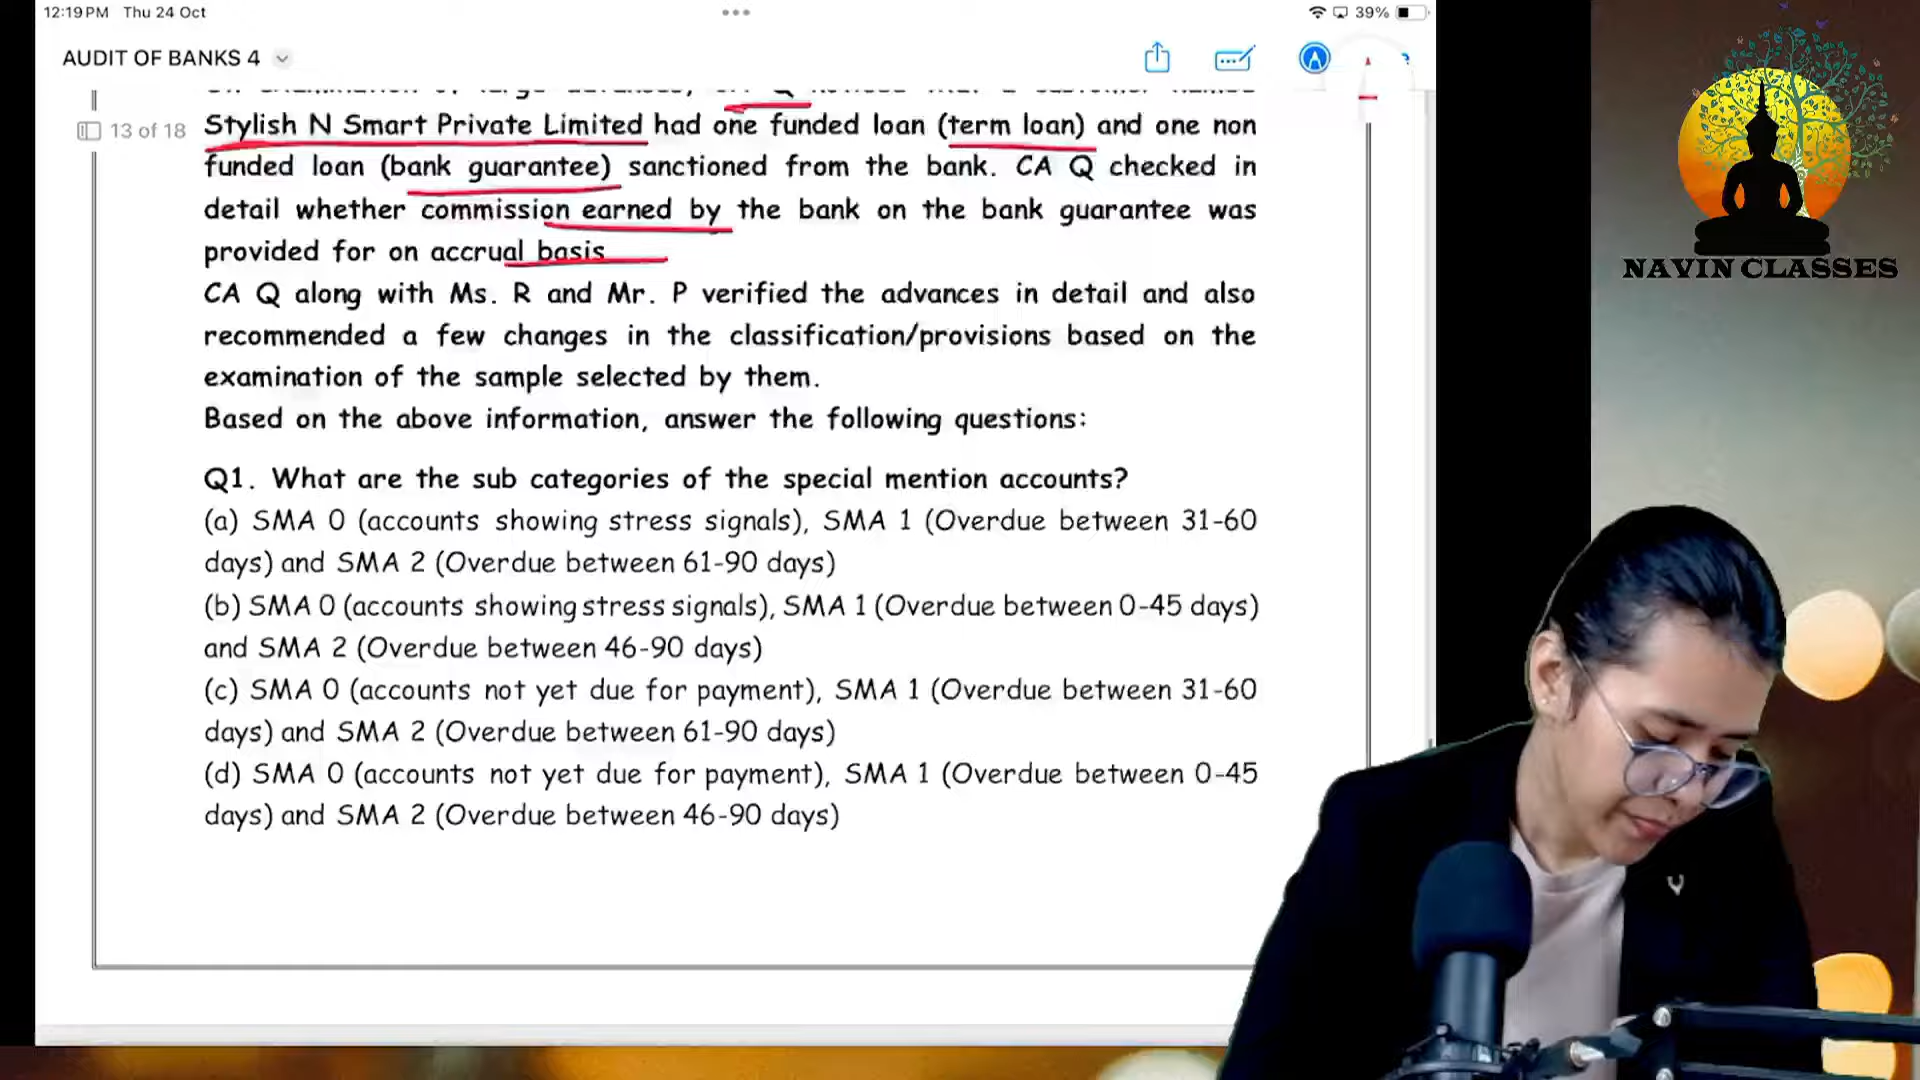 12:19 PM Thu 24 Oct
39%
AUDIT OF BANKS 4
13 of 18
Stylish N Smart Private Limited had one funded loan (term loan) and one non
funded loan (bank guarantee) sanctioned from the bank. CA Q checked in
detail whether commission earned by the bank on the bank guarantee was
provided for on accrual basis
CA Q along with Ms. R and Mr. P verified the advances in detail and also
recommended a few changes in the classification/provisions based on the
examination of the sample selected by them.
Based on the above information, answer the following questions:
Q1. What are the sub categories of the special mention accounts?
(a) SMA 0 (accounts showing stress signals), SMA 1 (Overdue between 31-60
days) and SMA 2 (Overdue between 61-90 days)
(b) SMA 0 (accounts showing stress signals), SMA 1 (Overdue between 0-45 days)
and SMA 2 (Overdue between 46-90 days)
(c) SMA 0 (accounts not yet due for payment), SMA 1 (Overdue between 31-60
days) and SMA 2 (Overdue between 61-90 days)
(d) SMA 0 (accounts not yet due for payment), SMA 1 (Overdue between 0-45
days) and SMA 2 (Overdue between 46-90 days)
NAVIN CLASSES